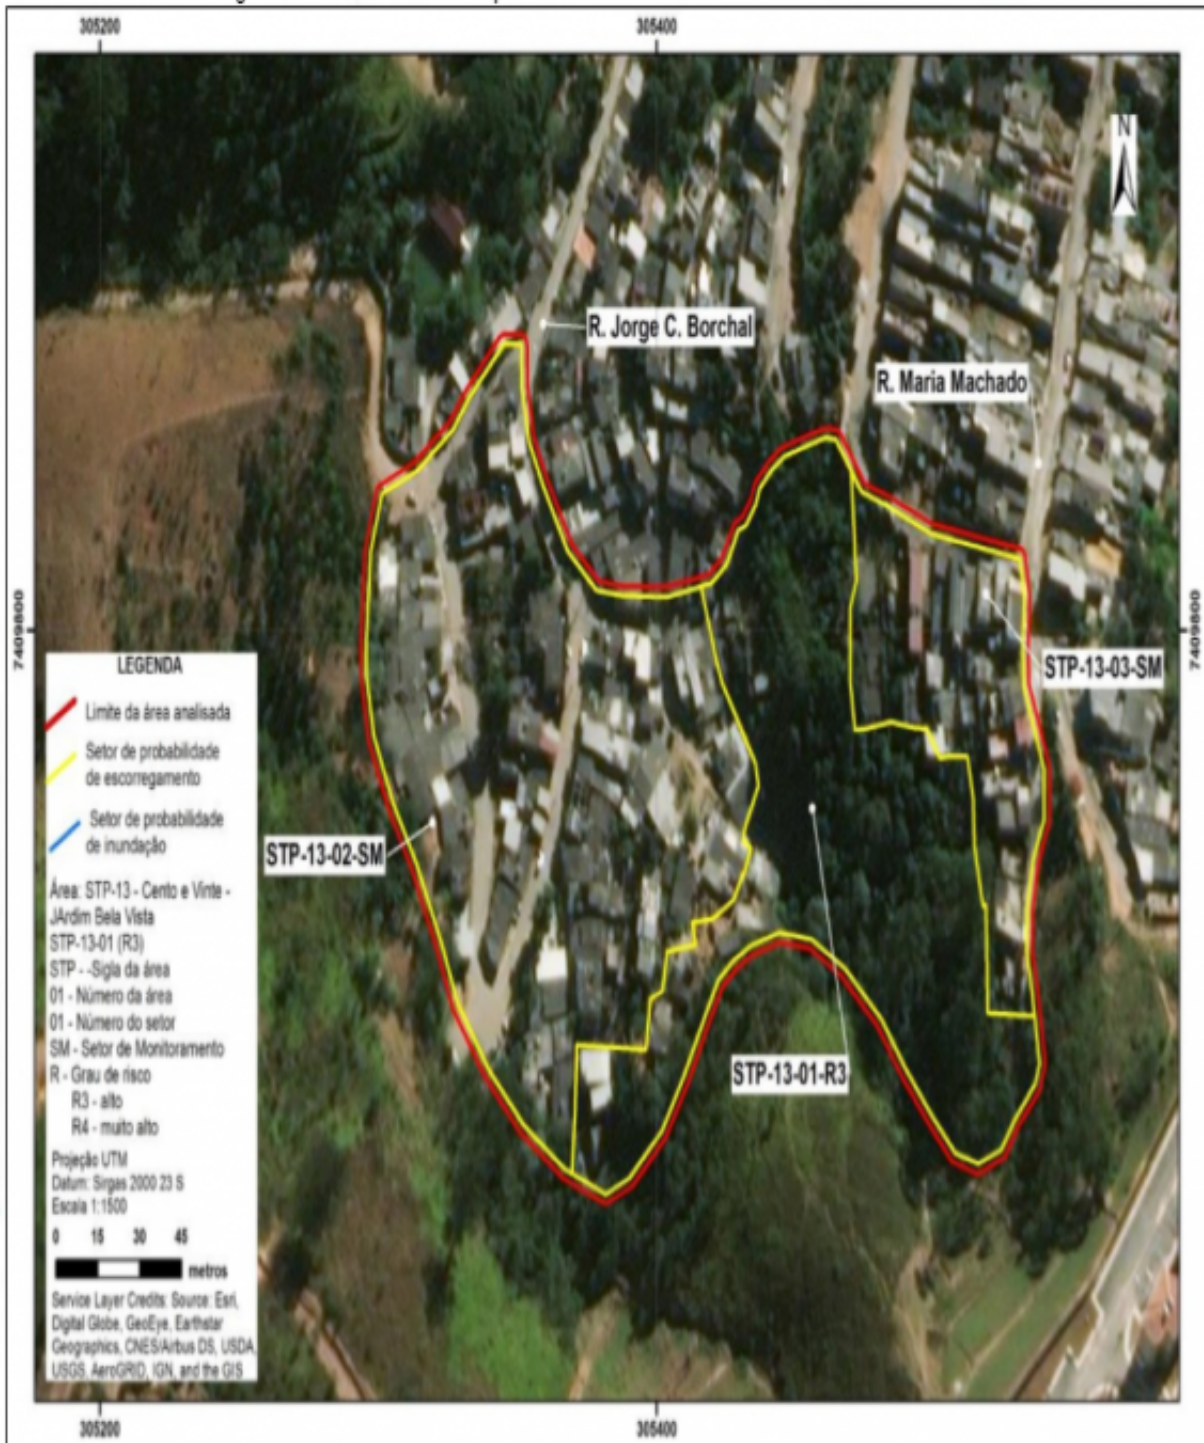 305200
305400
N
R. Jorge C. Borchal
R. Maria Machado
7409800
7409800
STP-13-03-SM
STP-13-02-SM
STP-13-01-R3
LEGENDA
Limite da área analisada
Setor de probabilidade
de escorregamento
Setor de probabilidade
de inundação
Área: STP-13 - Cento e Vinte -
JArdim Bela Vista
STP-13-01 (R3)
STP - -Sigla da área
01 - Número da área
01 - Número do setor
SM - Setor de Monitoramento
R - Grau de risco
R3 - alto
R4 - muito alto
Projeção UTM
Datum: Sirgas 2000 23 S
Escala 1:1500
0 15 30 45
metros
Service Layer Credits: Source: Esri,
Digital Globe, GeoEye, Earthstar
Geographics, CNES/Airbus DS, USDA,
USGS, AeroGRID, IGN, and the GIS
305200
305400